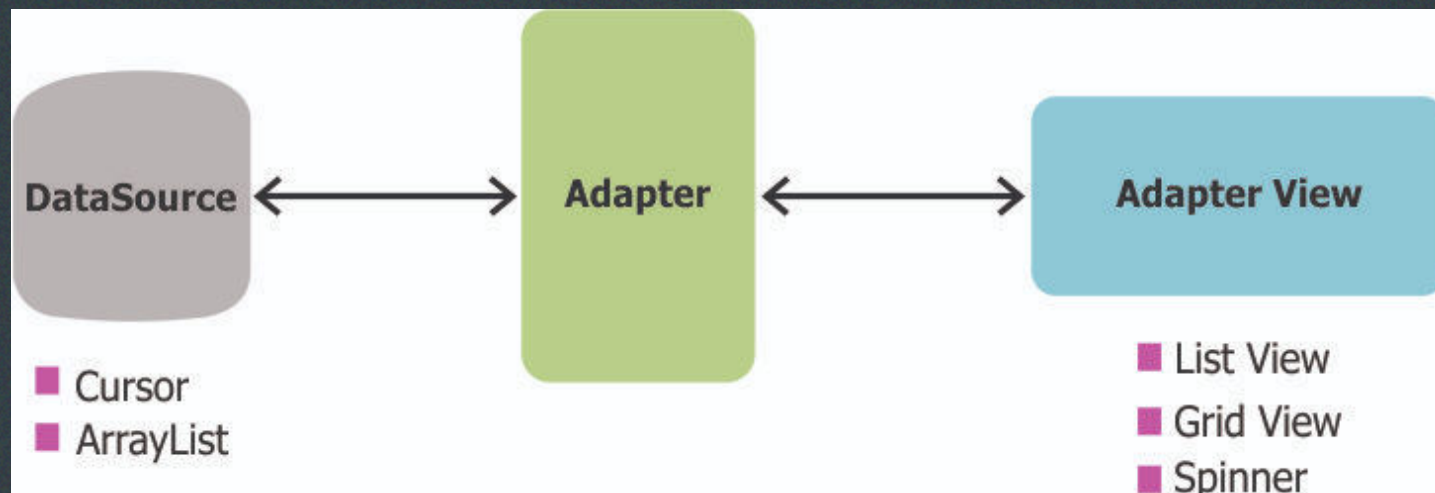 DataSource
Adapter
Adapter View
Cursor
ArrayList
List View
Grid View
Spinner